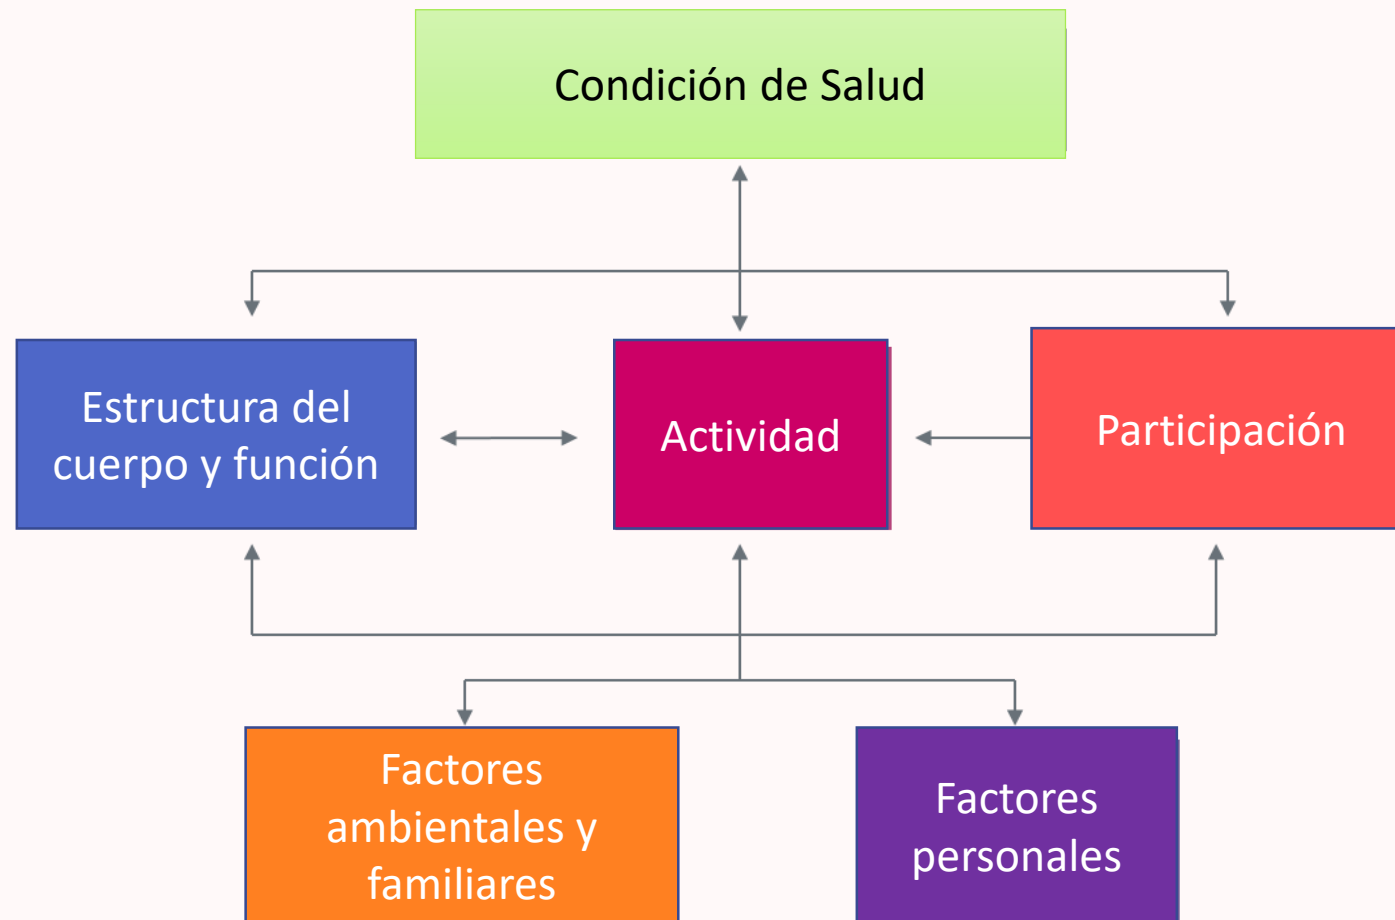 Condición de Salud
Estructura del
cuerpo y función
Actividad
Participación
Factores
ambientales y
familiares
Factores
personales